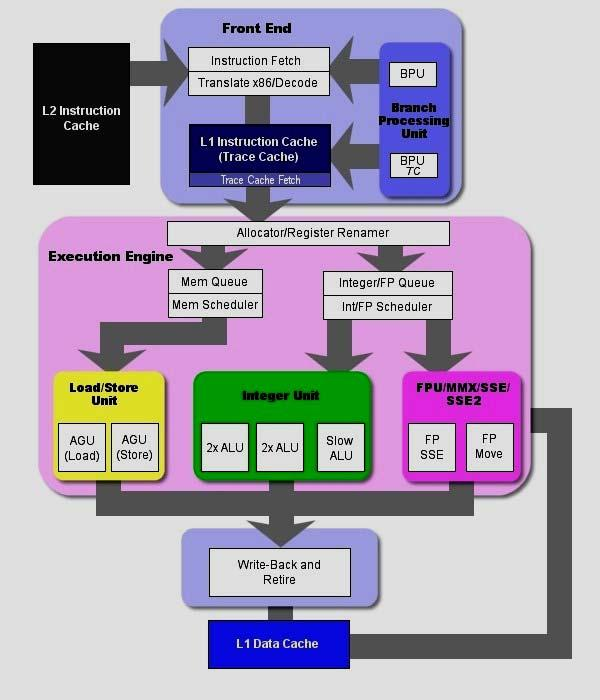 Front End
Instruction Fetch
Translate x86/Decode
L2 Instruction
Cache
BPU
Branch
Processing
Unit
BPU
TC
L1 Instruction Cache
(Trace Cache)
Trace Cache Fetch
Allocator/Register Renamer
Execution Engine
Mem Queue
Mem Scheduler
Integer/FP Queue
Int/FP Scheduler
Load/Store
Unit
AGU
(Load)
AGU
(Store)
Integer Unit
2x ALU
2x ALU
Slow
ALU
FPU/MMX/SSE/
SSE2
FP
SSE
FP
Move
Write-Back and
Retire
L1 Data Cache